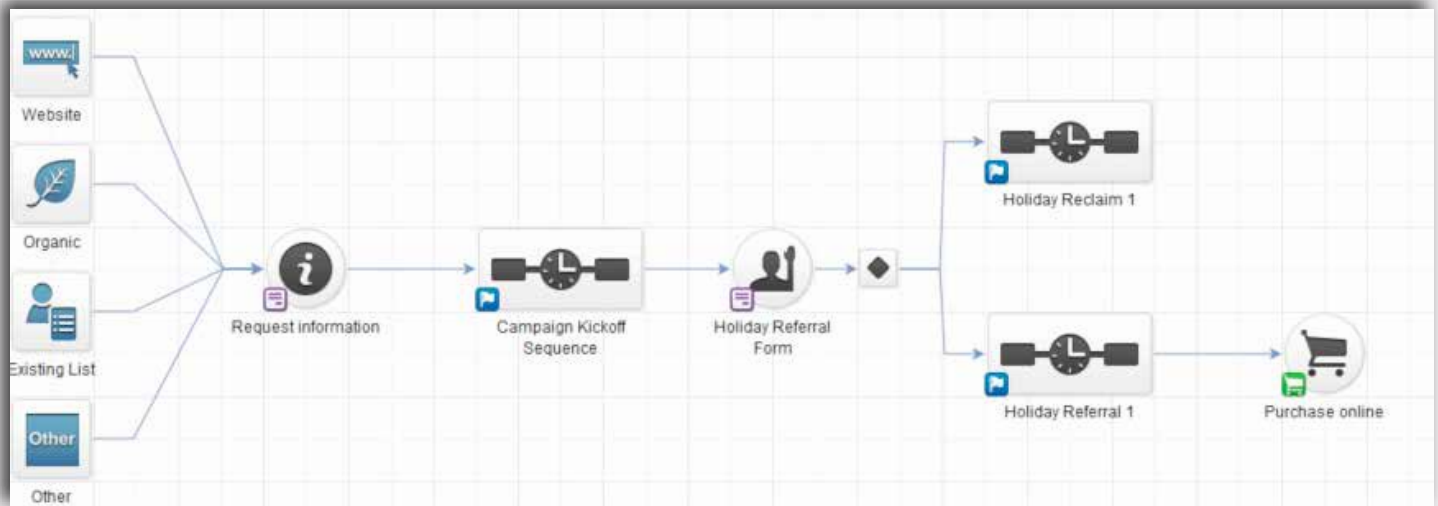 www.
Website
Organic
Existing List
Other
Other
Request information
Campaign Kickoff
Sequence
Holiday Referral
Form
Holiday Reclaim 1
Holiday Referral 1
Purchase online